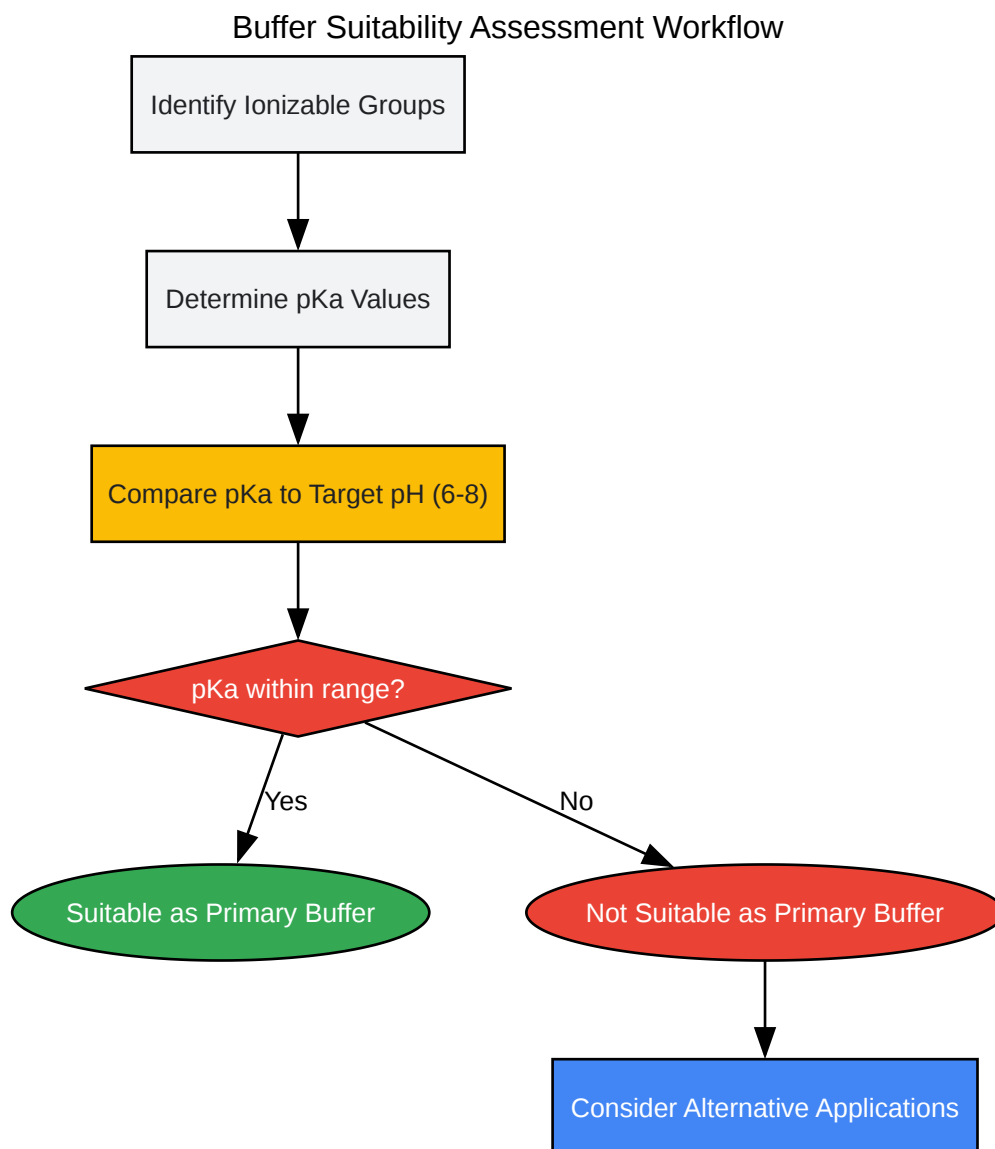 Buffer Suitability Assessment Workflow
Identify Ionizable Groups
Determine pKa Values
Compare pKa to Target pH (6-8)
pKa within range?
Yes
No
Suitable as Primary Buffer
Not Suitable as Primary Buffer
Consider Alternative Applications